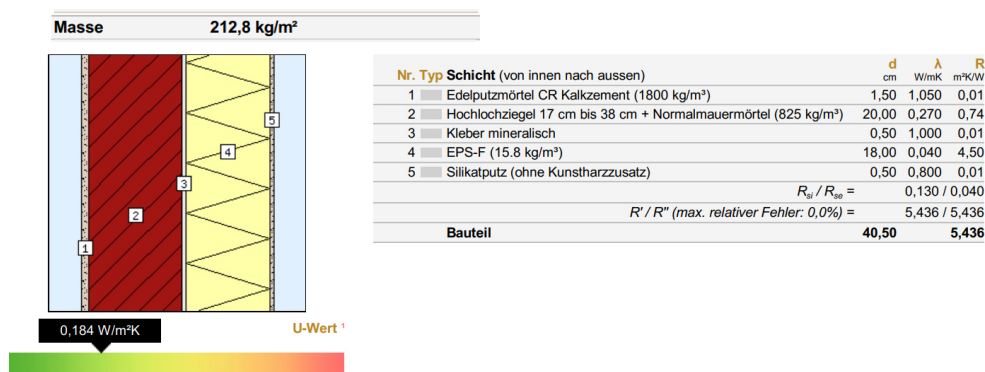 Masse 212,8 kg/m²
1
2
3
4
5
0,184 W/m²K
U-Wert ¹
Nr. Typ Schicht (von innen nach aussen) d cm λ W/mK R m²K/W
1 Edelputzmörtel CR Kalkzement (1800 kg/m³) 1,50 1,050 0,01
2 Hochlochziegel 17 cm bis 38 cm + Normalmauermörtel (825 kg/m³) 20,00 0,270 0,74
3 Kleber mineralisch 0,50 1,000 0,01
4 EPS-F (15.8 kg/m³) 18,00 0,040 4,50
5 Silikatputz (ohne Kunstharzzusatz) 0,50 0,800 0,01
Rsi / Rse = 0,130 / 0,040
R' / R'' (max. relativer Fehler: 0,0%) = 5,436 / 5,436
Bauteil 40,50 5,436